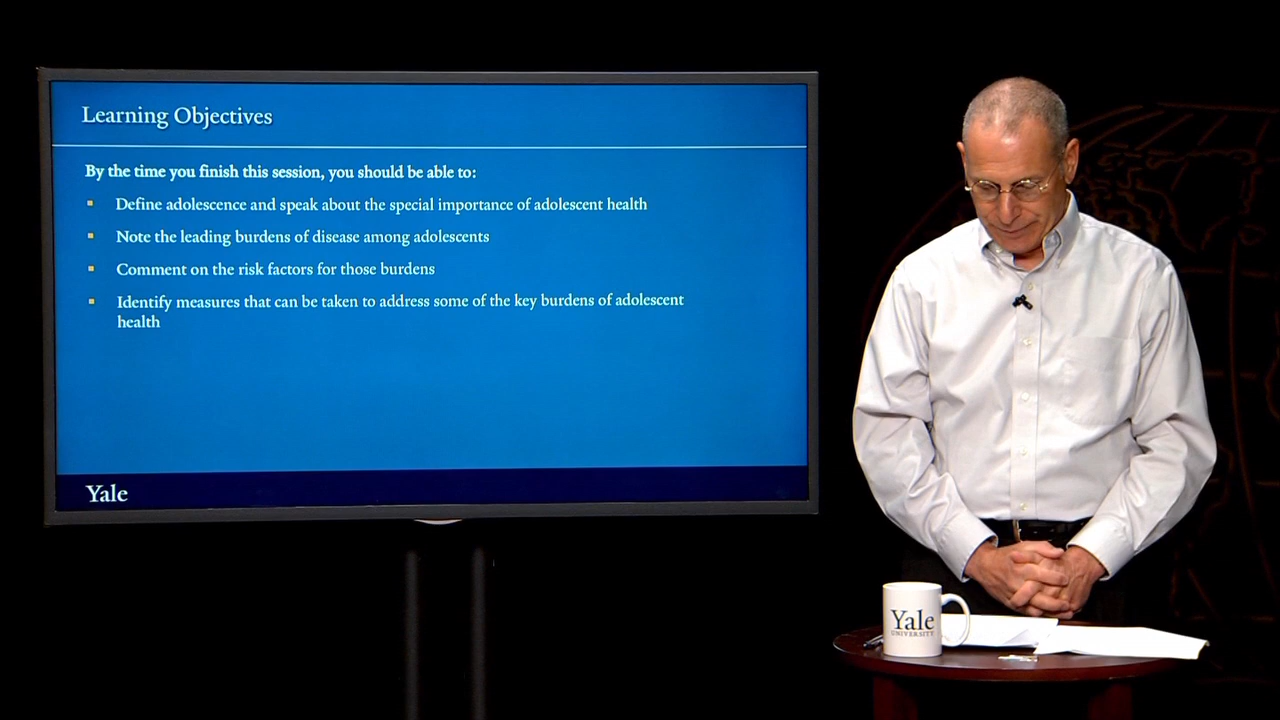 Learning Objectives
By the time you finish this session, you should be able to:
Define adolescence and speak about the special importance of adolescent health
Note the leading burdens of disease among adolescents
Comment on the risk factors for those burdens
Identify measures that can be taken to address some of the key burdens of adolescent
health
Yale
Yale
UNIVERSITY